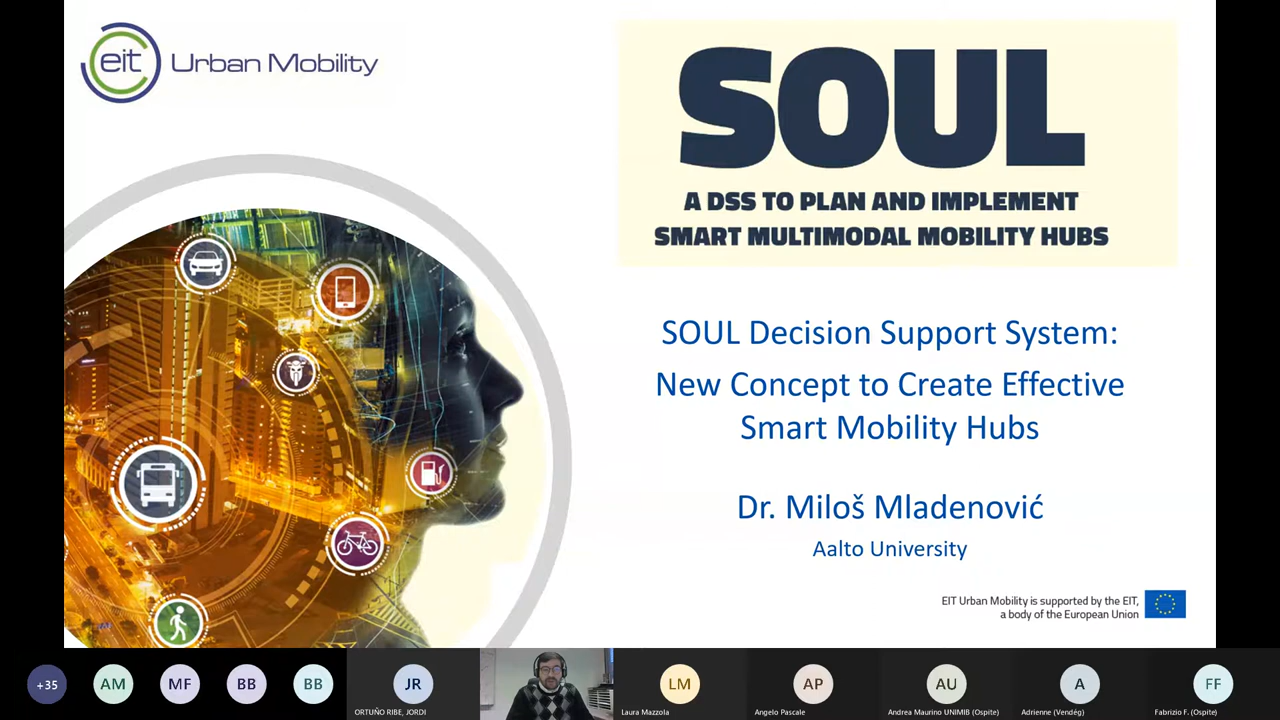 eit Urban Mobility
SOUL
A DSS TO PLAN AND IMPLEMENT
SMART MULTIMODAL MOBILITY HUBS
SOUL Decision Support System:
New Concept to Create Effective
Smart Mobility Hubs
Dr. Miloš Mladenović
Aalto University
EIT Urban Mobility is supported by the EIT,
a body of the European Union
+35
AM
MF
BB
BB
JR
LM
AP
AU
A
FF
ORTUÑO RIBE, JORDI
Laura Mazzola
Angelo Pascale
Andrea Maurino UNIMIB (Ospite)
Adrienne (Vendég)
Fabrizio F. (Ospite)